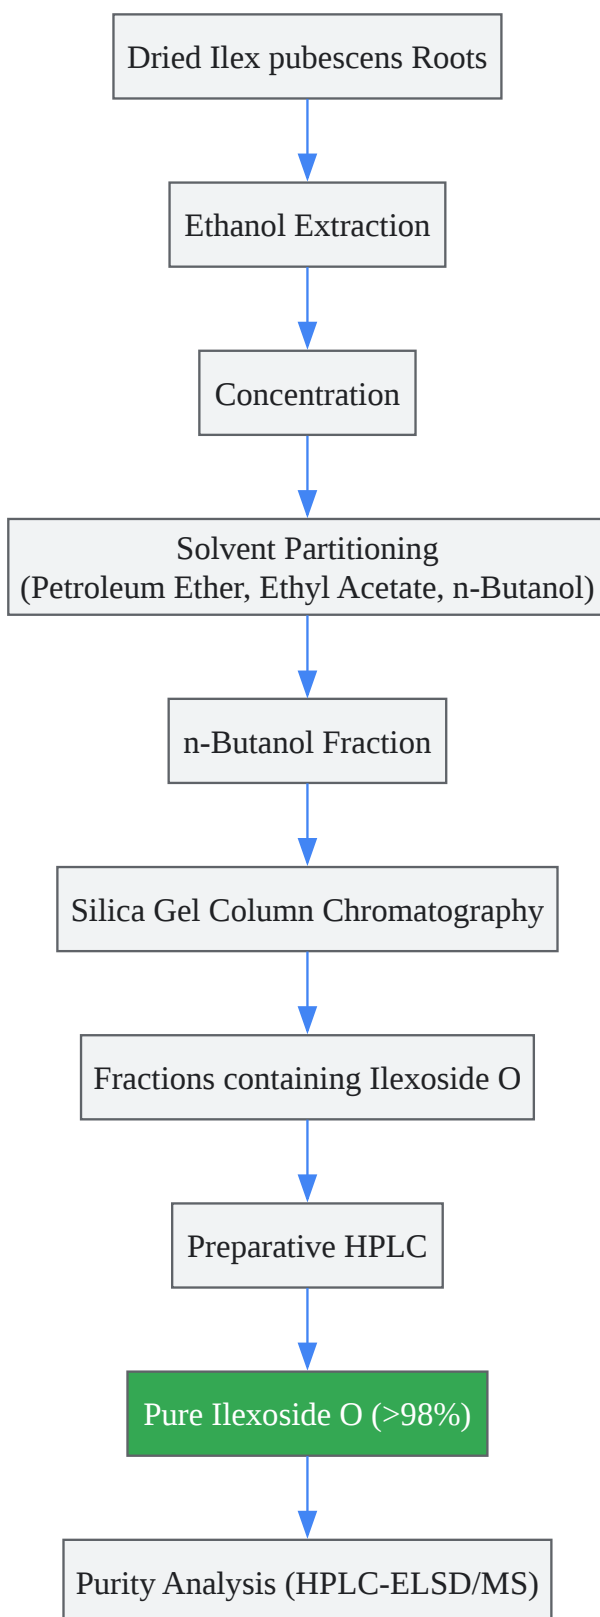 Dried Ilex pubescens Roots
Ethanol Extraction
Concentration
Solvent Partitioning
(Petroleum Ether, Ethyl Acetate, n-Butanol)
n-Butanol Fraction
Silica Gel Column Chromatography
Fractions containing Ilexoside O
Preparative HPLC
Pure Ilexoside O (>98%)
Purity Analysis (HPLC-ELSD/MS)